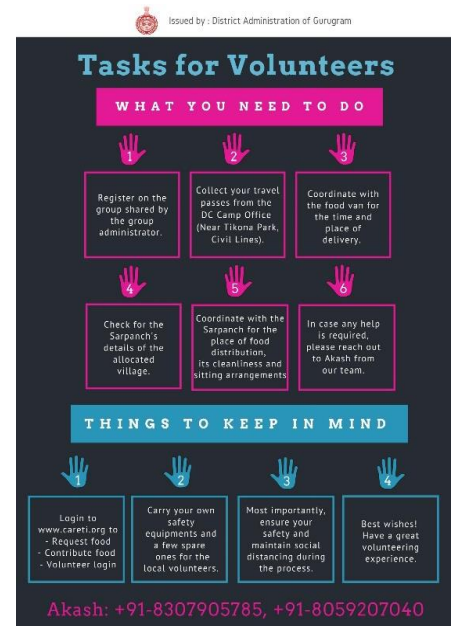 Issued by : District Administration of Gurugram
Tasks for Volunteers
WHAT YOU NEED TO DO
1
Register on the
group shared by
the group
administrator.
2
Collect your travel
passes from the
DC Camp Office
(Near Tikona Park,
Civil Lines).
3
Coordinate with
the food van for
the time and
place of
delivery.
4
Check for the
Sarpanch's
details of the
allocated
village.
5
Coordinate with the
Sarpanch for the
place of food
distribution,
its cleanliness and
sitting arrangements
6
In case any help
is required,
please reach out
to Akash from
our team.
THINGS TO KEEP IN MIND
1
Login to
www.careti.org to
- Request food
- Contribute food
- Volunteer login
2
Carry your own
safety
equipments and
a few spare
ones for the
local volunteers.
3
Most importantly,
ensure your
safety and
maintain social
distancing during
the process.
4
Best wishes!
Have a great
volunteering
experience.
Akash: +91-8307905785, +91-8059207040